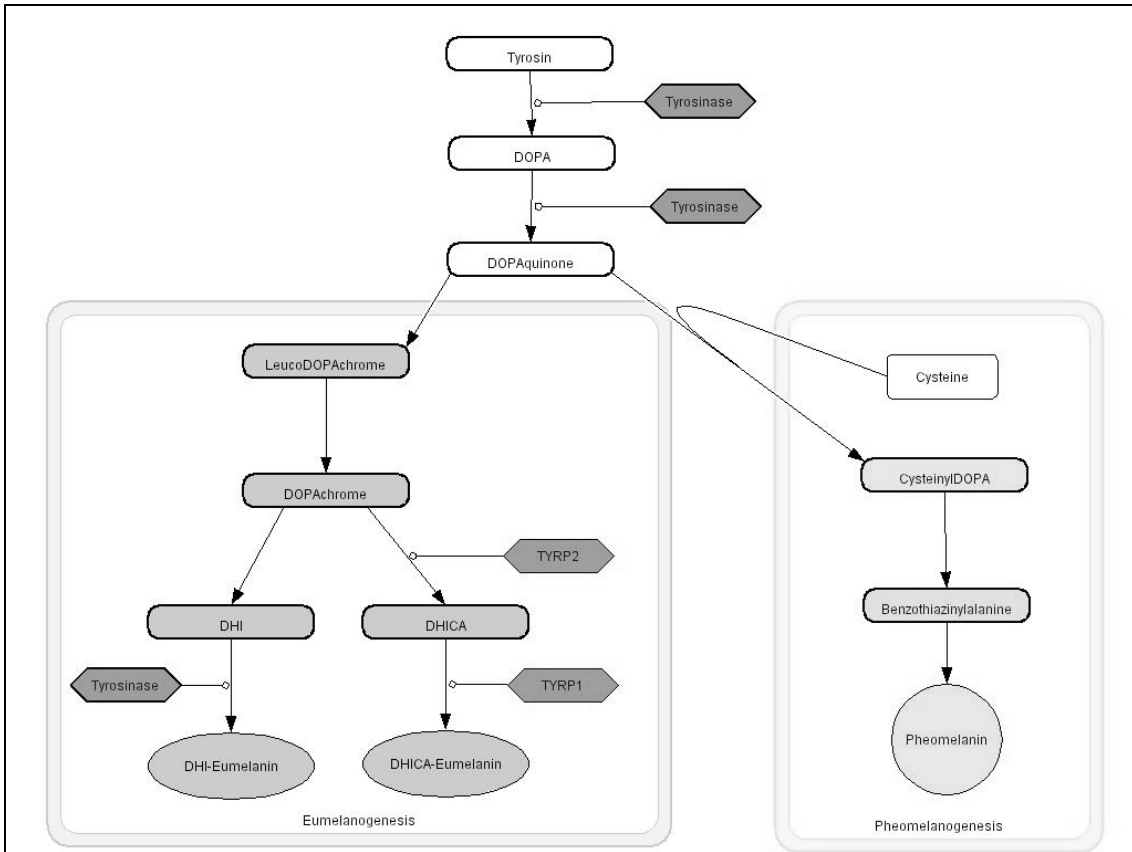 Tyrosin
Tyrosinase
DOPA
Tyrosinase
DOPAquinone
LeucoDOPAchrome
Cysteine
DOPAchrome
CysteinylDOPA
TYRP2
DHI
DHICA
Benzothiazinylalanine
Tyrosinase
TYRP1
Pheomelanin
DHI-Eumelanin
DHICA-Eumelanin
Eumelanogenesis
Pheomelanogenesis